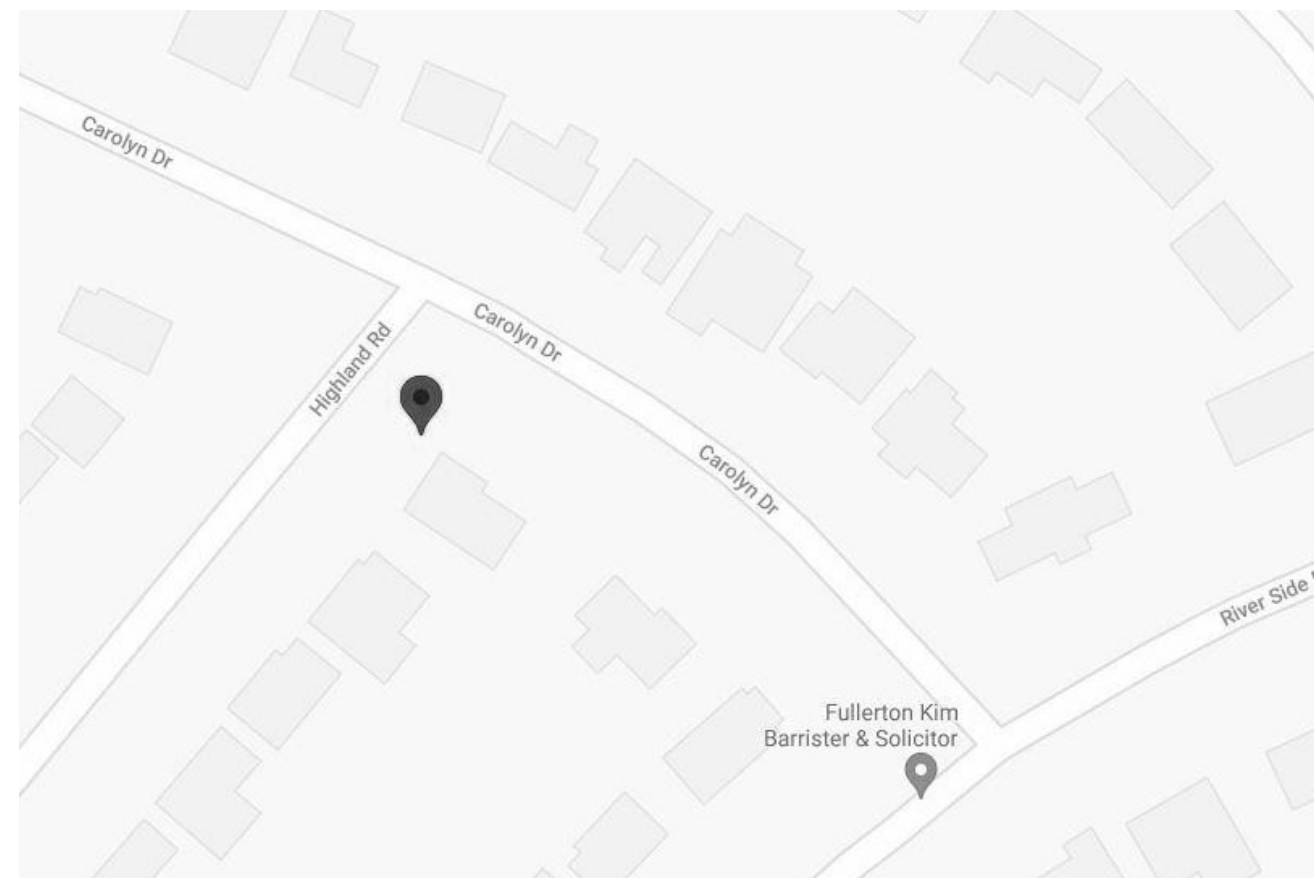 Carolyn Dr
Carolyn Dr
Highland Rd
Carolyn Dr
River Side
Fullerton Kim
Barrister & Solicitor